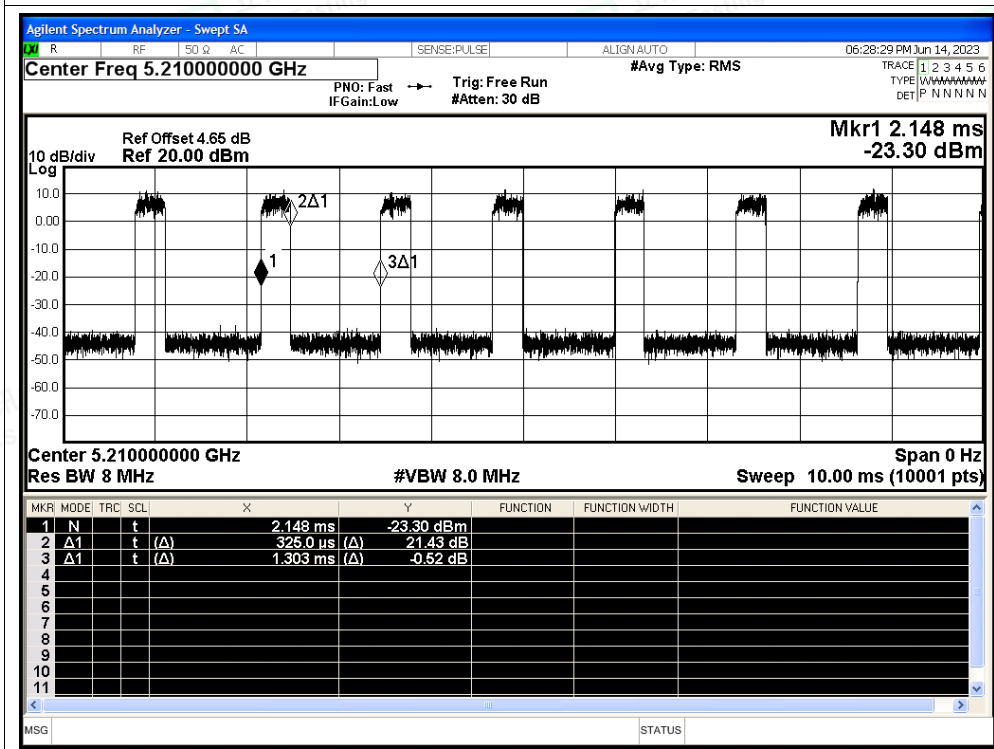 Agilent Spectrum Analyzer - Swept SA
LXI R RF 50 Ω AC SENSE:PULSE ALIGN AUTO 06:28:29 PM Jun 14, 2023
Center Freq 5.210000000 GHz #Avg Type: RMS TRACE 1 2 3 4 5 6
PNO: Fast Trig: Free Run TYPE WWWWWW
IFGain:Low #Atten: 30 dB DET P N N N N N
Mkr1 2.148 ms
Ref Offset 4.65 dB
10 dB/div Ref 20.00 dBm -23.30 dBm
Log
10.0
0.00
-10.0
-20.0
-30.0
-40.0
-50.0
-60.0
-70.0
2Δ1
1
3Δ1
Center 5.210000000 GHz Span 0 Hz
Res BW 8 MHz #VBW 8.0 MHz Sweep 10.00 ms (10001 pts)
MKR MODE TRC SCL X Y FUNCTION FUNCTION WIDTH FUNCTION VALUE
1 N t 2.148 ms -23.30 dBm
2 Δ1 t (Δ) 325.0 µs (Δ) 21.43 dB
3 Δ1 t (Δ) 1.303 ms (Δ) -0.52 dB
4
5
6
7
8
9
10
11
MSG STATUS